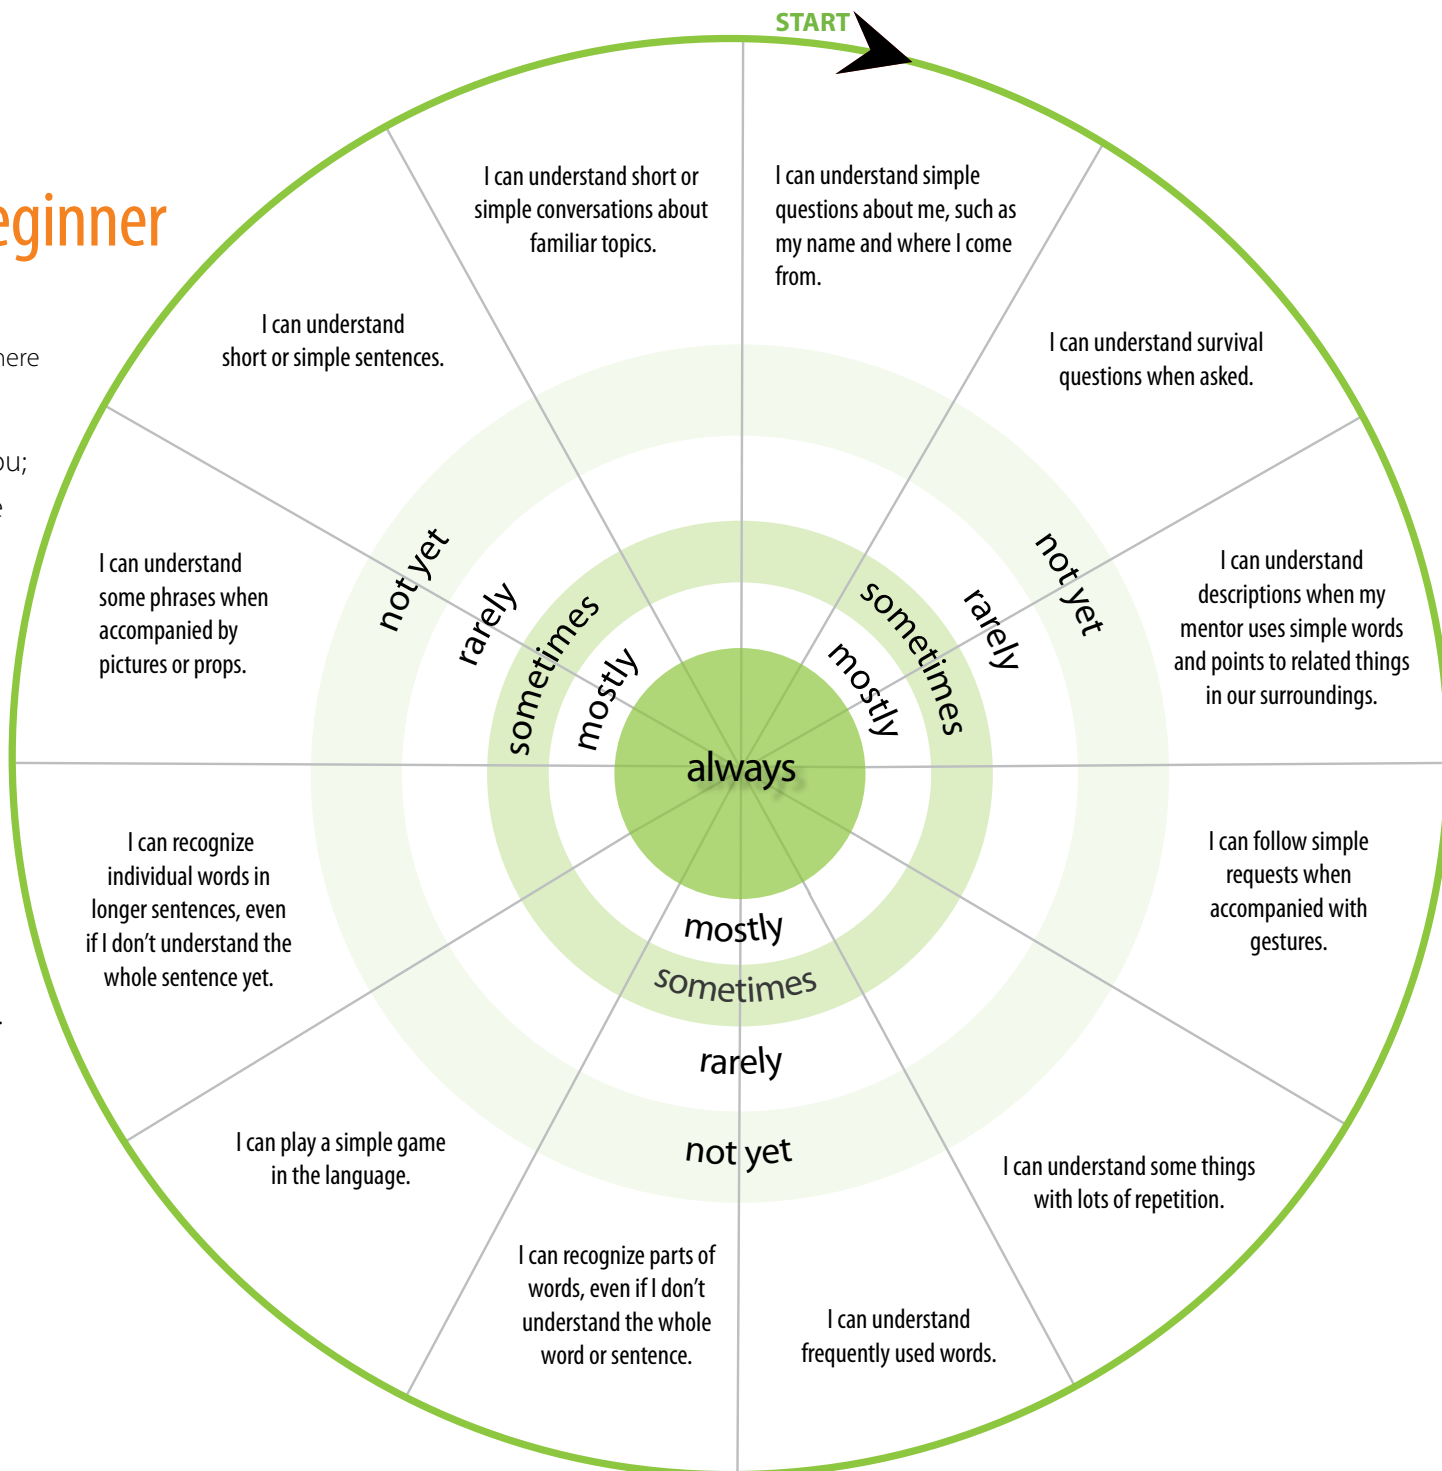 START
eginner
here
ou;
e
.
I can understand simple
questions about me, such as
my name and where I come
from.
I can understand survival
questions when asked.
I can understand
descriptions when my
mentor uses simple words
and points to related things
in our surroundings.
I can follow simple
requests when
accompanied with
gestures.
I can understand some things
with lots of repetition.
I can understand
frequently used words.
I can recognize parts of
words, even if I don’t
understand the whole
word or sentence.
I can play a simple game
in the language.
I can recognize
individual words in
longer sentences, even
if I don’t understand the
whole sentence yet.
I can understand
some phrases when
accompanied by
pictures or props.
I can understand
short or simple sentences.
I can understand short or
simple conversations about
familiar topics.
not yet
rarely
sometimes
mostly
not yet
rarely
sometimes
mostly
always
mostly
sometimes
rarely
not yet